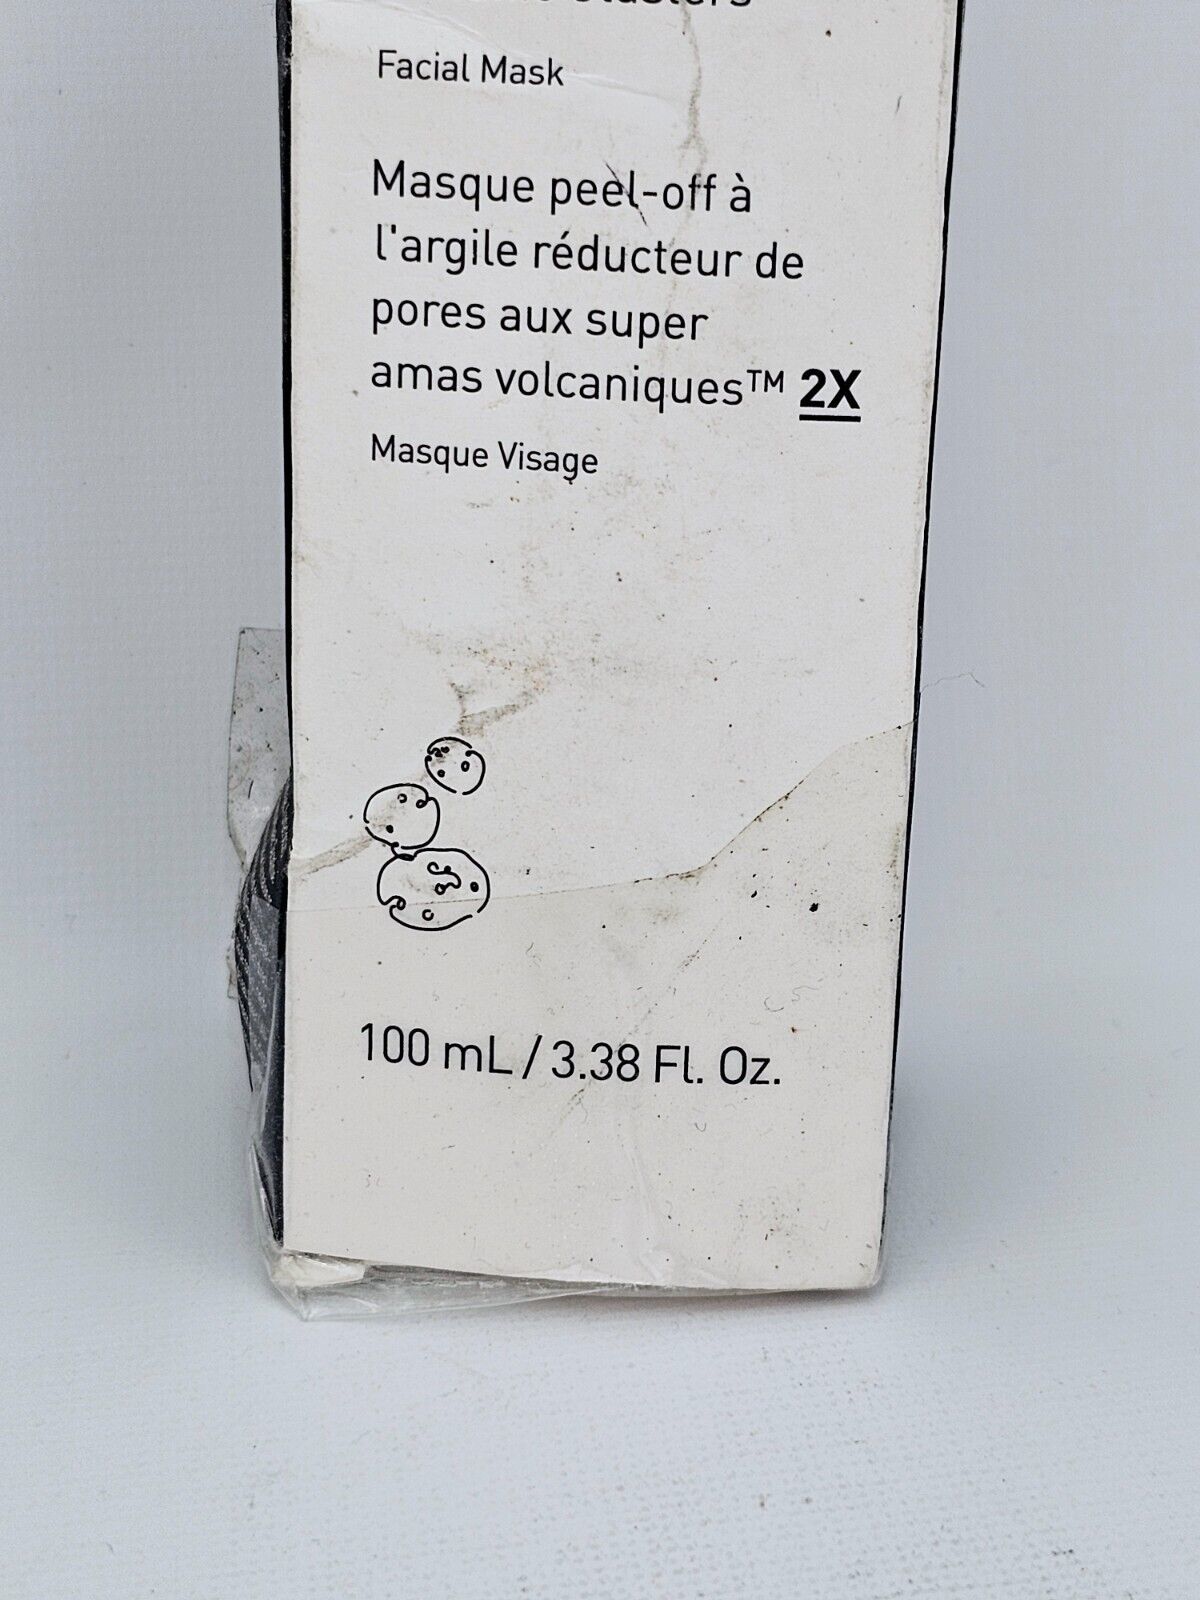 Facial Mask
Masque peel-off à
l'argile réducteur de
pores aux super
amas volcaniques™ 2X
Masque Visage
100 mL / 3.38 Fl. Oz.